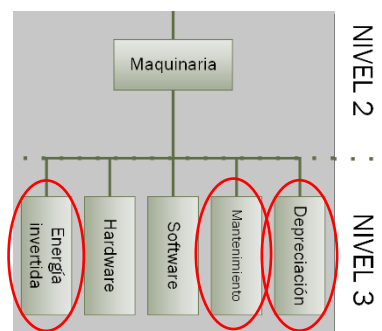 Maquinaria
NIVEL 2
Energía
invertida
Hardware
Software
Mantenimiento
Depreciación
NIVEL 3